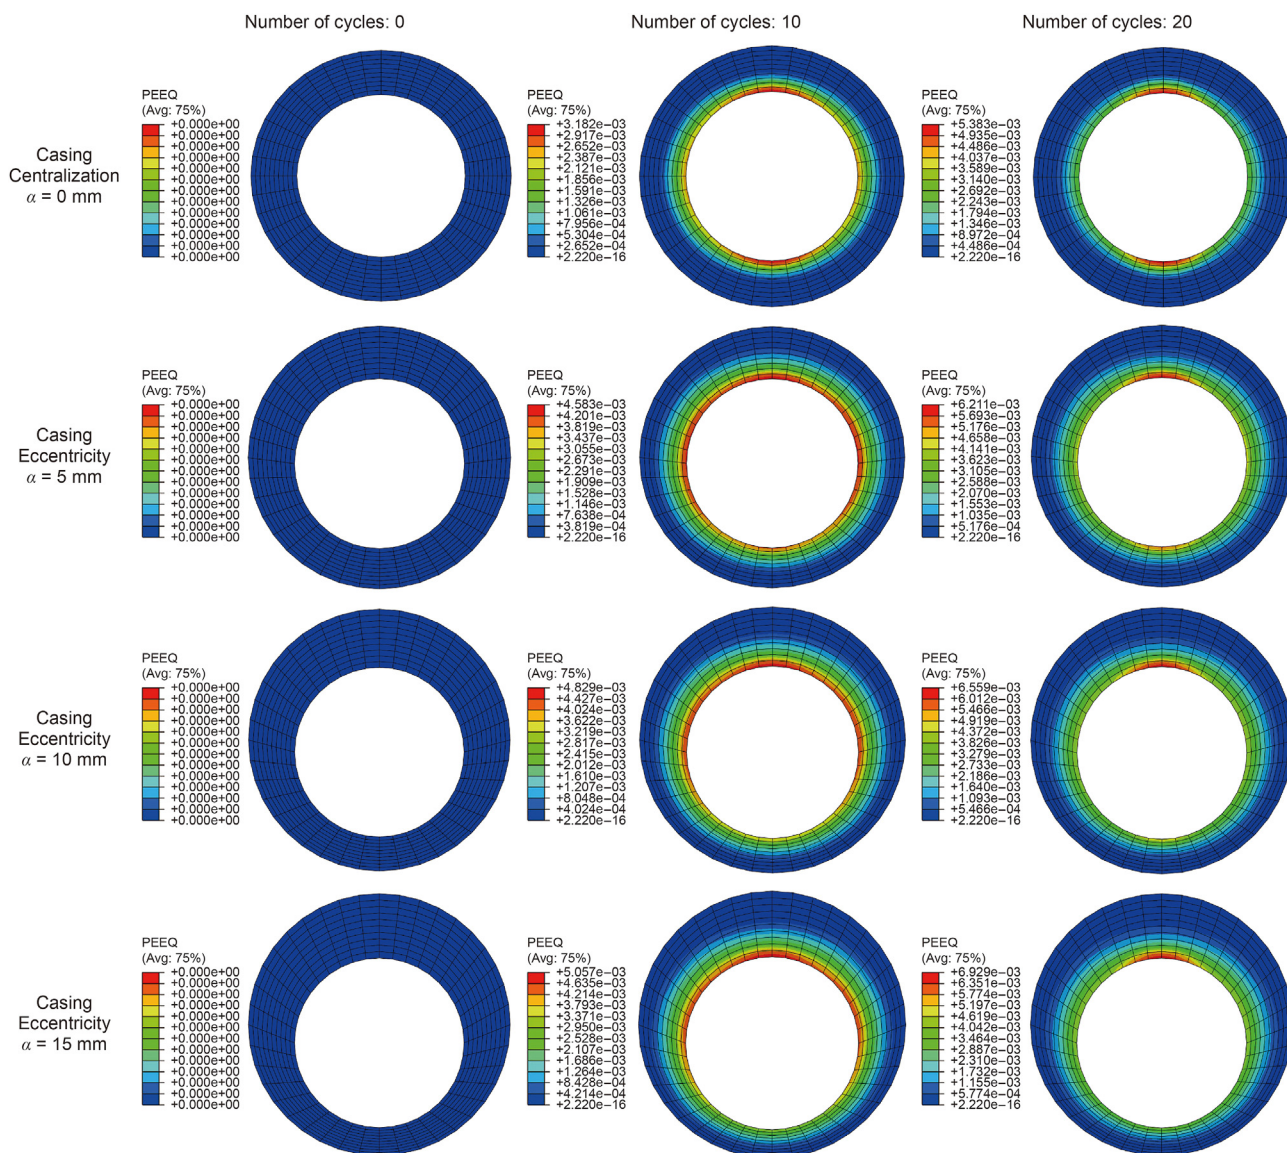 Number of cycles: 0
Number of cycles: 10
Number of cycles: 20
Casing
Centralization
α = 0 mm
PEEQ
(Avg: 75%)
+0.000e+00
+0.000e+00
+0.000e+00
+0.000e+00
+0.000e+00
+0.000e+00
+0.000e+00
+0.000e+00
+0.000e+00
+0.000e+00
+0.000e+00
+0.000e+00
+0.000e+00
PEEQ
(Avg: 75%)
+3.182e−03
+2.917e−03
+2.652e−03
+2.387e−03
+2.121e−03
+1.856e−03
+1.591e−03
+1.326e−03
+1.061e−03
+7.956e−04
+5.304e−04
+2.652e−04
+2.220e−16
PEEQ
(Avg: 75%)
+5.383e−03
+4.935e−03
+4.486e−03
+4.037e−03
+3.589e−03
+3.140e−03
+2.692e−03
+2.243e−03
+1.794e−03
+1.346e−03
+8.972e−04
+4.486e−04
+2.220e−16
Casing
Eccentricity
α = 5 mm
PEEQ
(Avg: 75%)
+0.000e+00
+0.000e+00
+0.000e+00
+0.000e+00
+0.000e+00
+0.000e+00
+0.000e+00
+0.000e+00
+0.000e+00
+0.000e+00
+0.000e+00
+0.000e+00
+0.000e+00
PEEQ
(Avg: 75%)
+4.583e−03
+4.201e−03
+3.819e−03
+3.437e−03
+3.055e−03
+2.673e−03
+2.291e−03
+1.909e−03
+1.528e−03
+1.146e−03
+7.638e−04
+3.819e−04
+2.220e−16
PEEQ
(Avg: 75%)
+6.211e−03
+5.693e−03
+5.176e−03
+4.658e−03
+4.141e−03
+3.623e−03
+3.105e−03
+2.588e−03
+2.070e−03
+1.553e−03
+1.035e−03
+5.176e−04
+2.220e−16
Casing
Eccentricity
α = 10 mm
PEEQ
(Avg: 75%)
+0.000e+00
+0.000e+00
+0.000e+00
+0.000e+00
+0.000e+00
+0.000e+00
+0.000e+00
+0.000e+00
+0.000e+00
+0.000e+00
+0.000e+00
+0.000e+00
+0.000e+00
PEEQ
(Avg: 75%)
+4.829e−03
+4.427e−03
+4.024e−03
+3.622e−03
+3.219e−03
+2.817e−03
+2.415e−03
+2.012e−03
+1.610e−03
+1.207e−03
+8.048e−04
+4.024e−04
+2.220e−16
PEEQ
(Avg: 75%)
+6.559e−03
+6.012e−03
+5.466e−03
+4.919e−03
+4.372e−03
+3.826e−03
+3.279e−03
+2.733e−03
+2.186e−03
+1.640e−03
+1.093e−03
+5.466e−04
+2.220e−16
Casing
Eccentricity
α = 15 mm
PEEQ
(Avg: 75%)
+0.000e+00
+0.000e+00
+0.000e+00
+0.000e+00
+0.000e+00
+0.000e+00
+0.000e+00
+0.000e+00
+0.000e+00
+0.000e+00
+0.000e+00
+0.000e+00
+0.000e+00
PEEQ
(Avg: 75%)
+5.057e−03
+4.635e−03
+4.214e−03
+3.793e−03
+3.371e−03
+2.950e−03
+2.528e−03
+2.107e−03
+1.686e−03
+1.264e−03
+8.428e−04
+4.214e−04
+2.220e−16
PEEQ
(Avg: 75%)
+6.929e−03
+6.351e−03
+5.774e−03
+5.197e−03
+4.619e−03
+4.042e−03
+3.464e−03
+2.887e−03
+2.310e−03
+1.732e−03
+1.155e−03
+5.774e−04
+2.220e−16